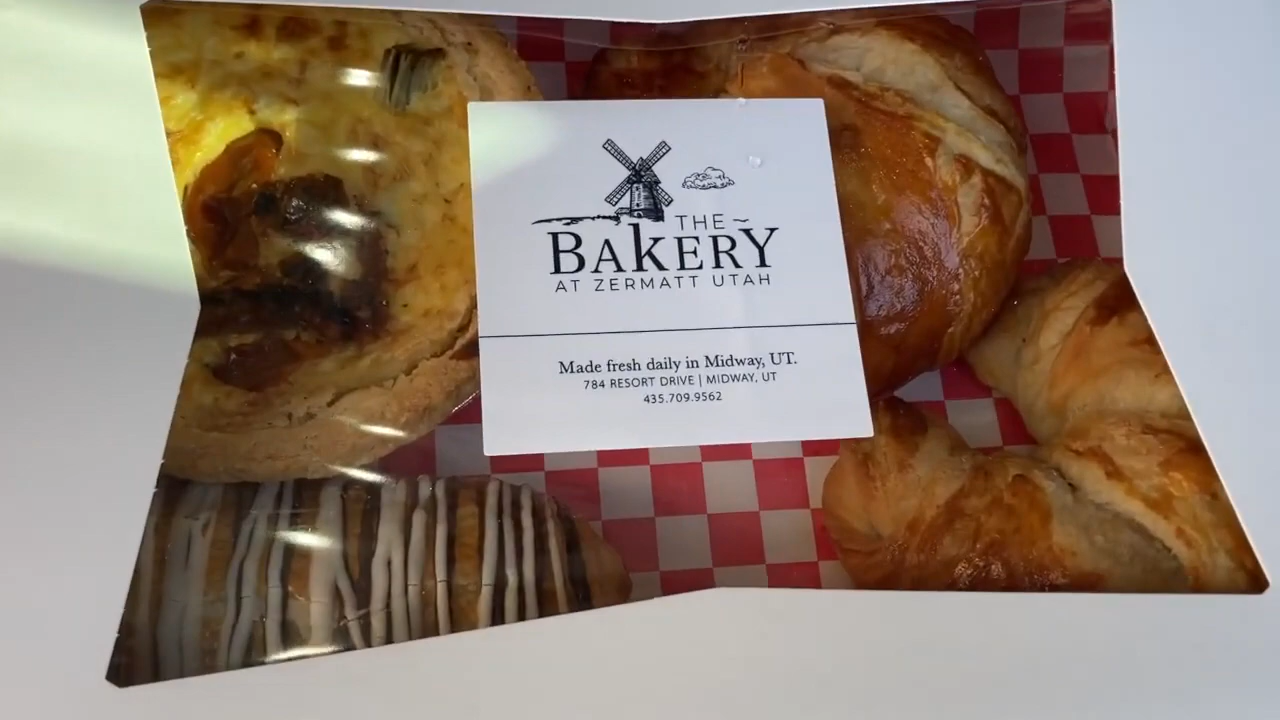 THE
BAKERY
AT ZERMATT UTAH
Made fresh daily in Midway, UT.
784 RESORT DRIVE | MIDWAY, UT
435.709.9562